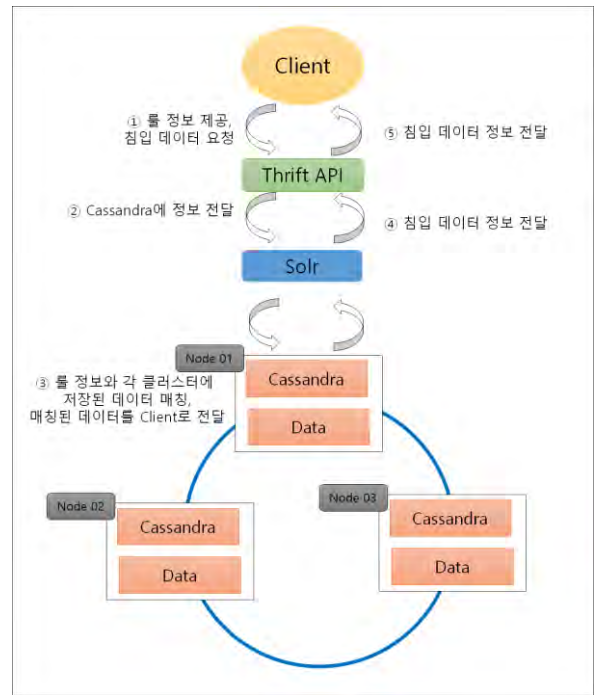 Client
① 룰 정보 제공,
침입 데이터 요청
⑤ 침입 데이터 정보 전달
Thrift API
② Cassandra에 정보 전달
④ 침입 데이터 정보 전달
Solr
Node 01
Cassandra
Data
③ 룰 정보와 각 클러스터에
저장된 데이터 매칭,
매칭된 데이터를 Client로 전달
Node 02
Cassandra
Data
Node 03
Cassandra
Data